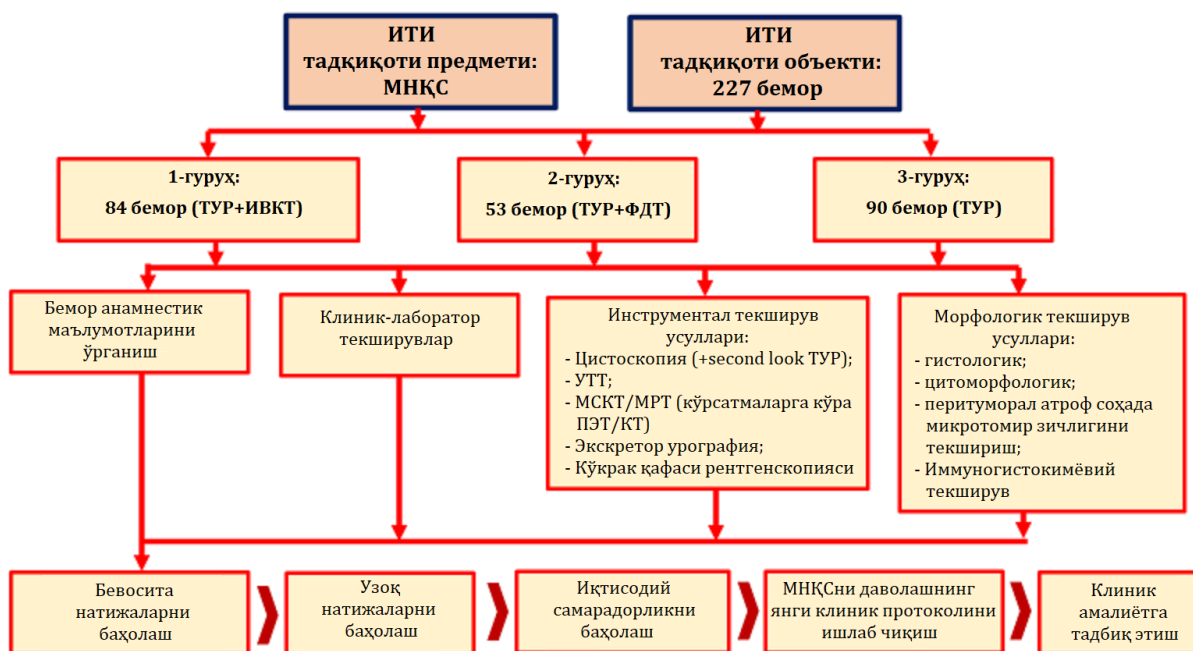 ИТИ
тадқиқоти предмети:
МНҚС
ИТИ
тадқиқоти объекти:
227 бемор
1-гуруҳ:
84 бемор (ТУР+ИВКТ)
2-гуруҳ:
53 бемор (ТУР+ФДТ)
3-гуруҳ:
90 бемор (ТУР)
Бемор анамнестик
маълумотларини
ўрганиш
Клиник-лаборатор
текширувлар
Инструментал текширув
усуллари:
- Цистоскопия (+second look ТУР);
- УТТ;
- МСКТ/МРТ (кўрсатмаларга кўра
ПЭТ/КТ)
- Экскретор урография;
- Кўкрак қафаси рентгенскопияси
Морфологик текширув
усуллари:
- гистологик;
- цитоморфологик;
- перитуморал атроф соҳада
микротомир зичлигини
текшириш;
- Иммуногистокимёвий
текширув
Бевосита
натижаларни
баҳолаш
Узоқ
натижаларни
баҳолаш
Иқтисодий
самарадорликни
баҳолаш
МНҚСни даволашнинг
янги клиник протоколини
ишлаб чиқиш
Клиник
амалиётга
тадбиқ этиш